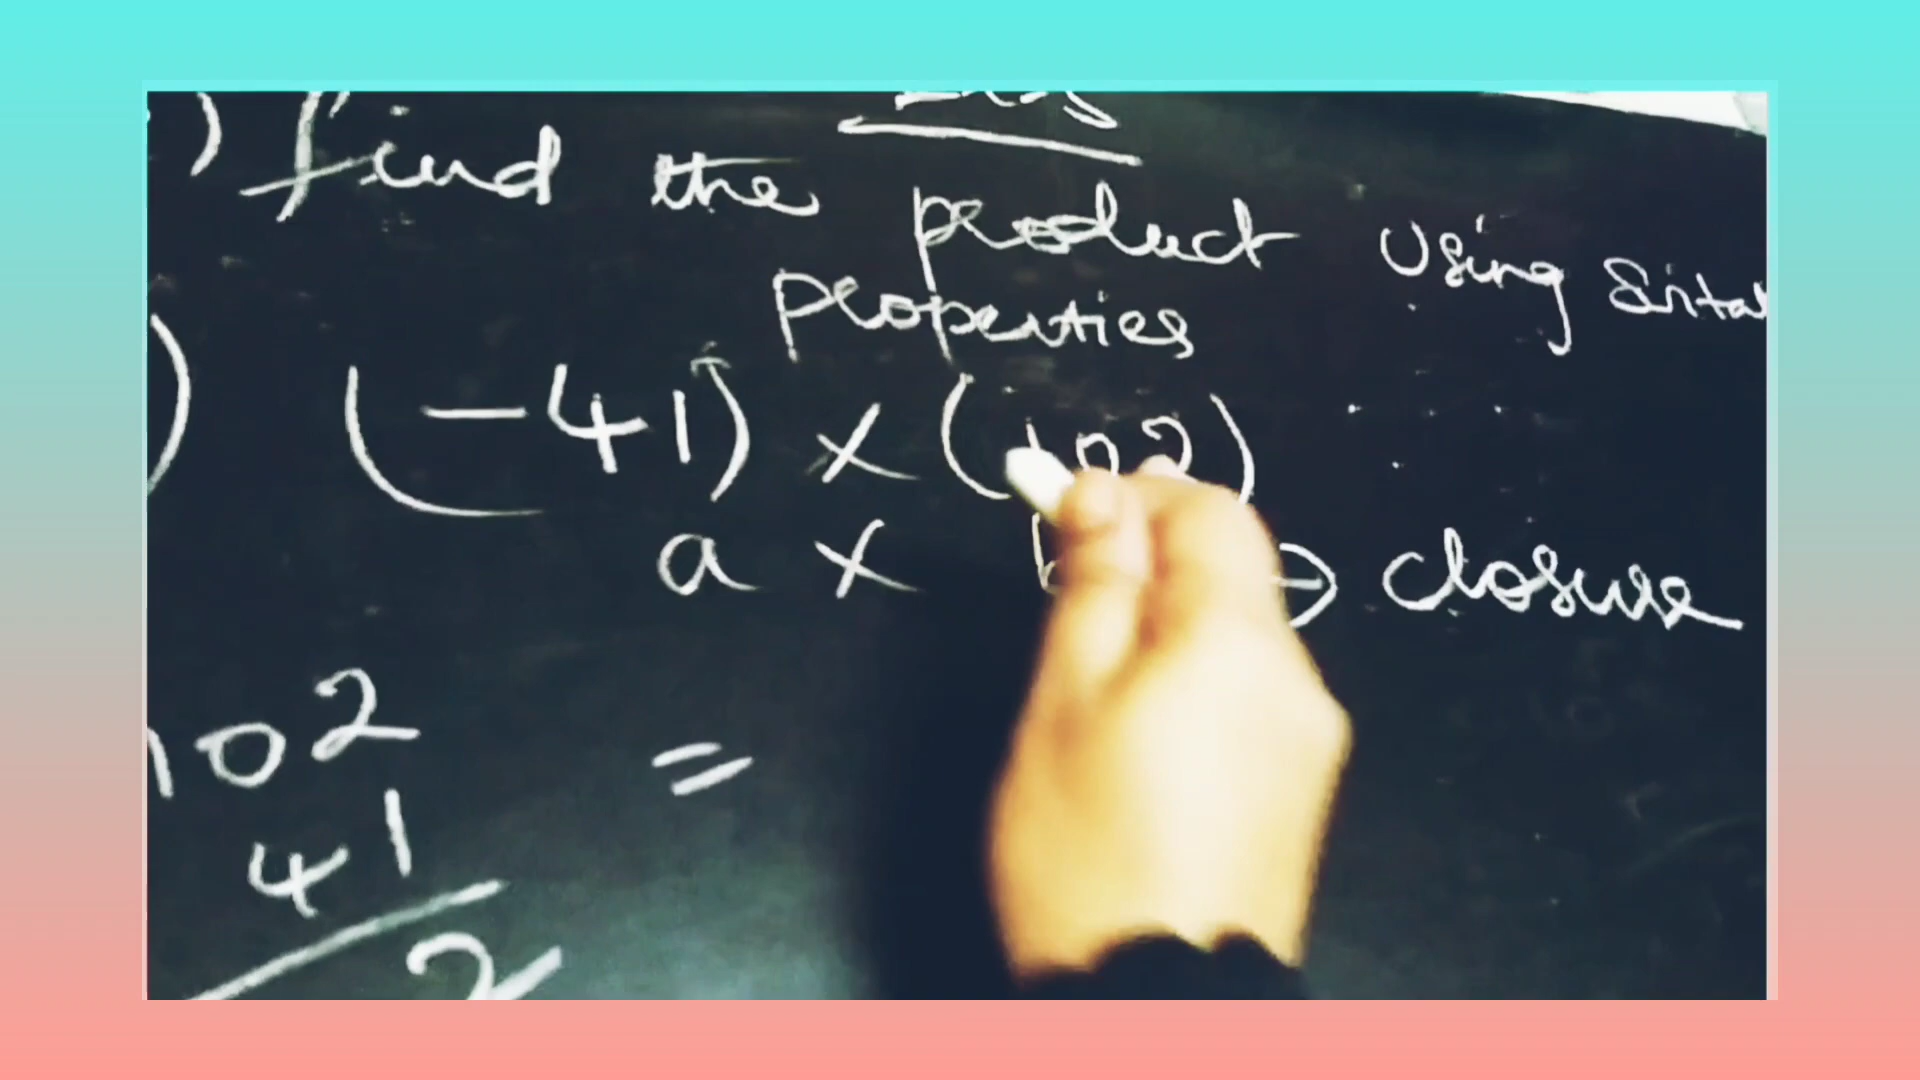 ) find the product using
properties
) (-41) × (102)
a × b → closure
102 =
41
2